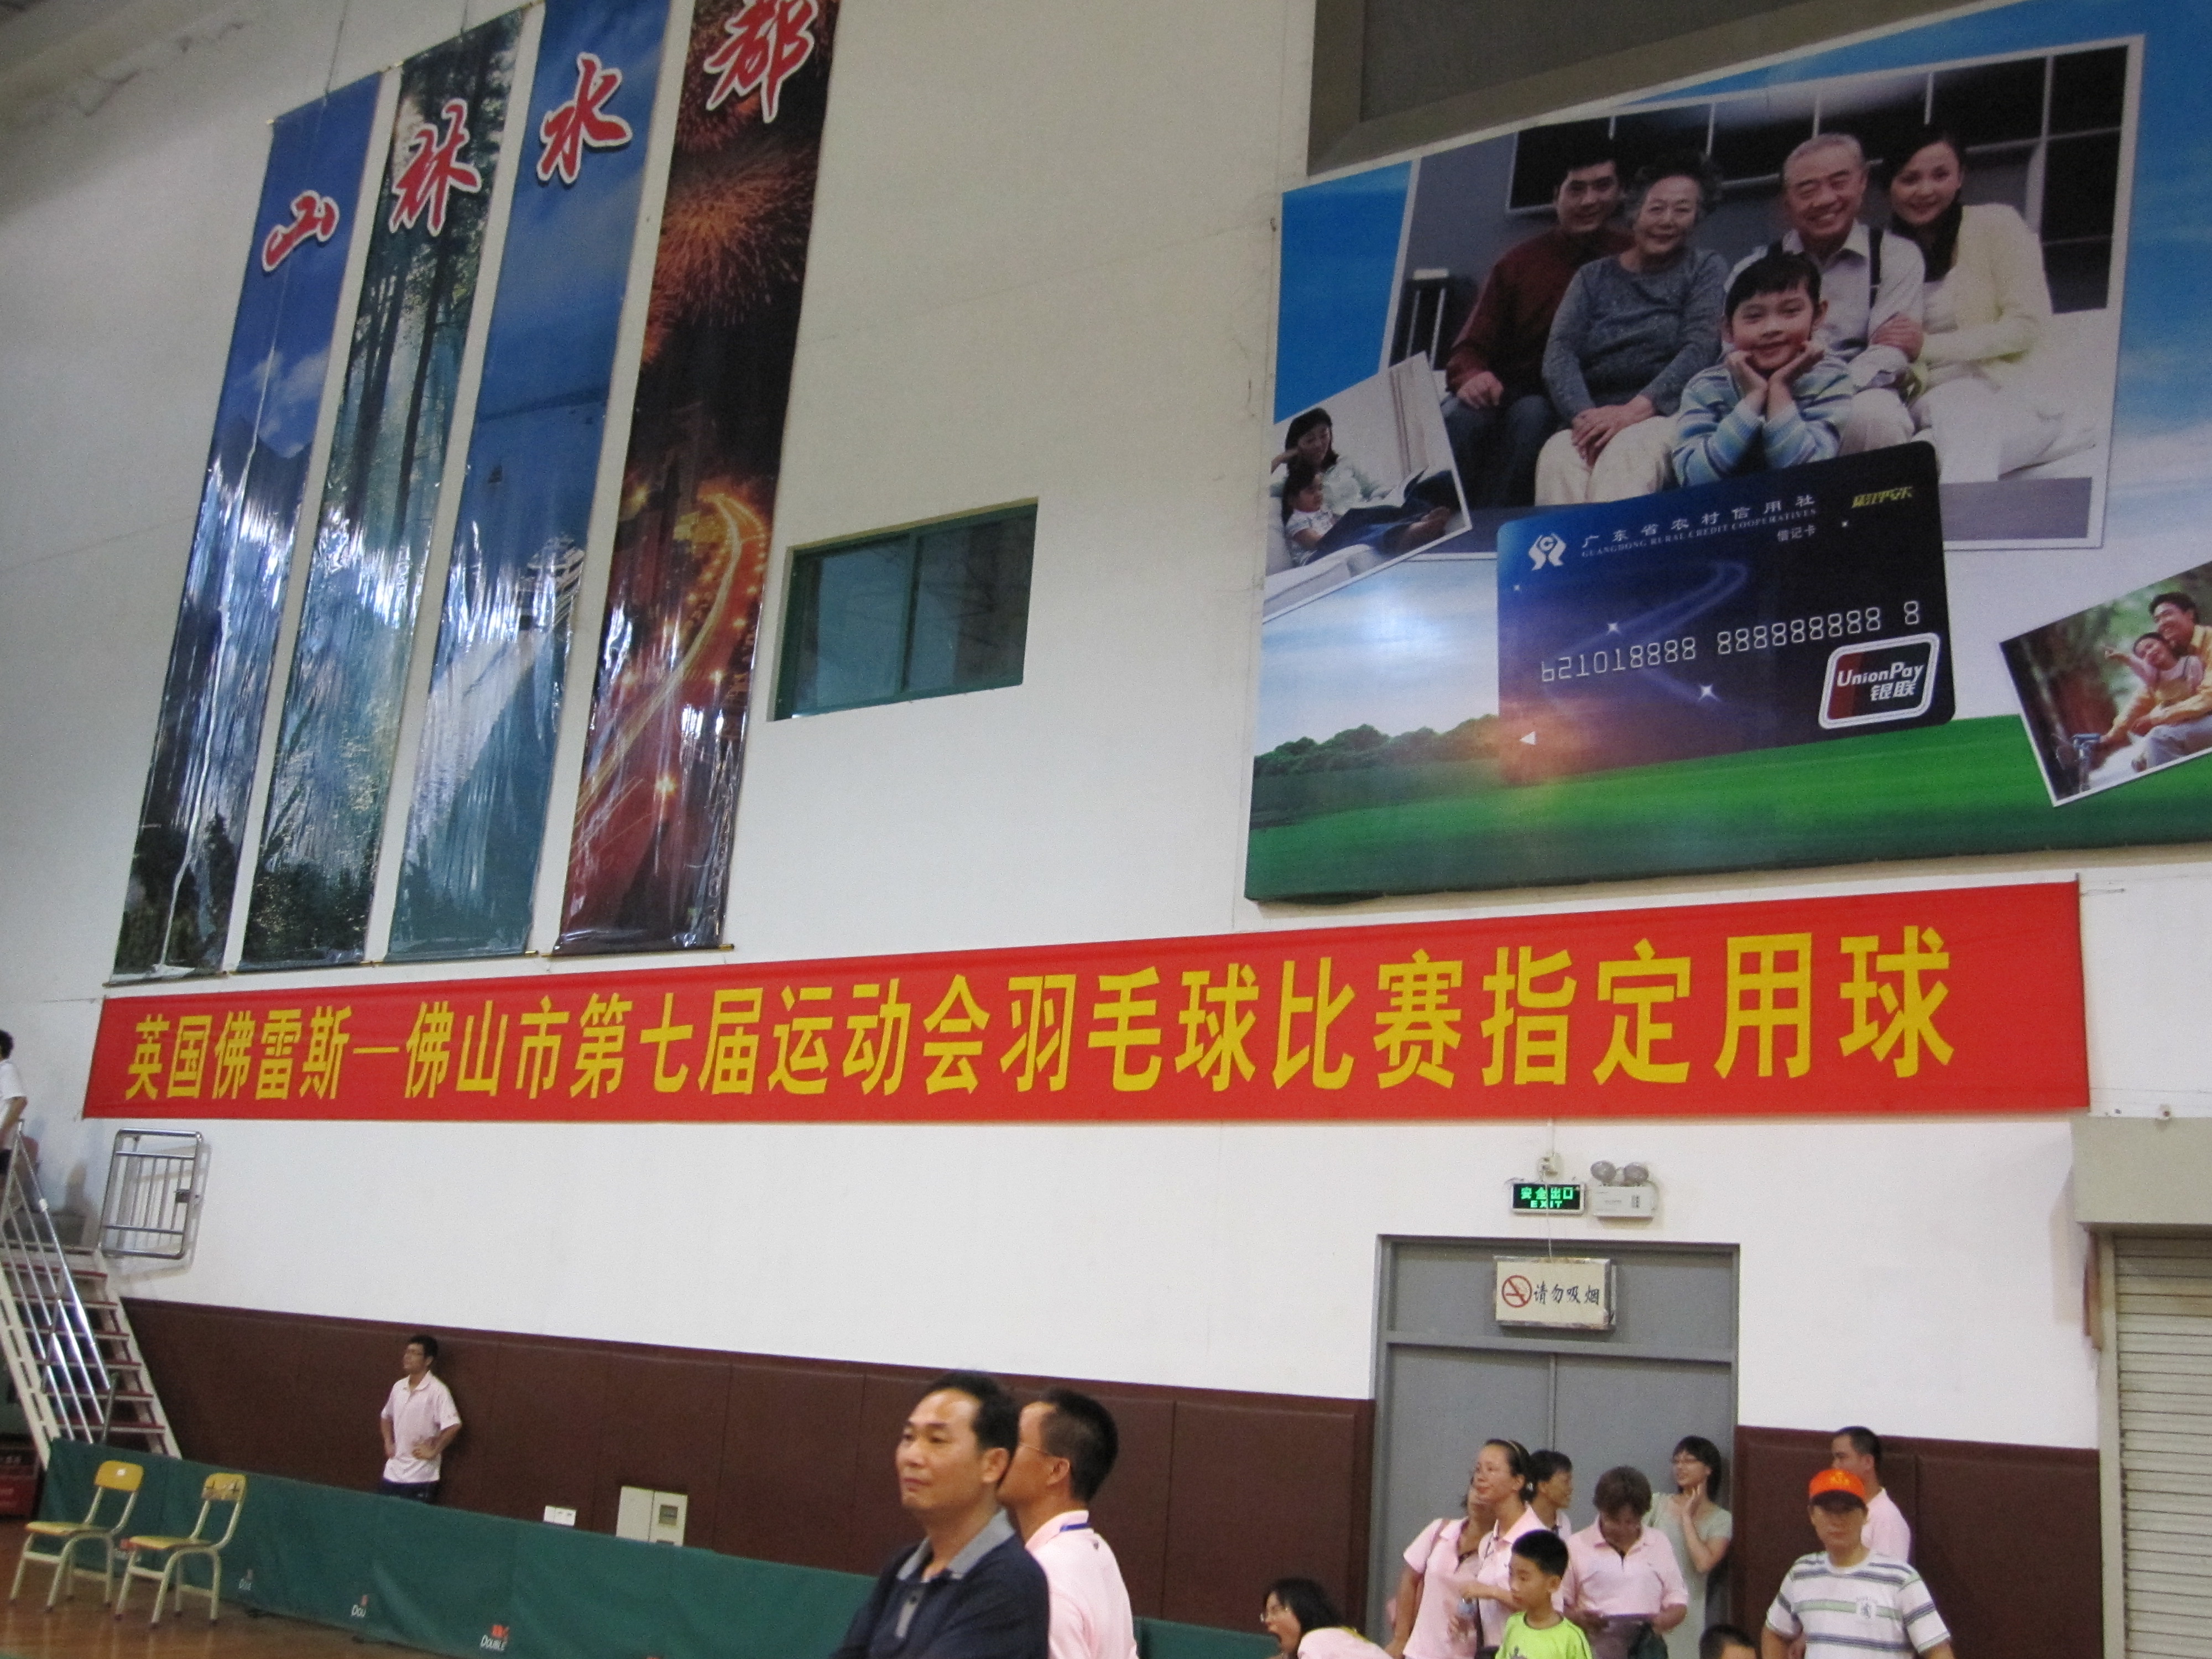 山
林
水
都
广东省农村信用社
GUANGDONG RURAL CREDIT COOPERATIVES
借记卡
621018888 888888888 8
UnionPay
银联
英国佛雷斯—佛山市第七届运动会羽毛球比赛指定用球
安全出口
EXIT
请勿吸烟
DOUBLE